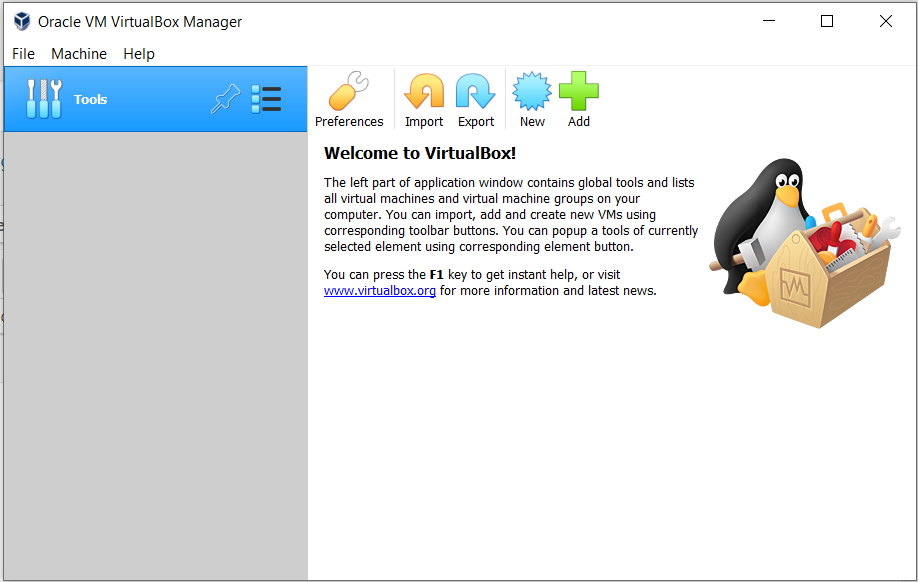 Oracle VM VirtualBox Manager
File Machine Help
Tools
Preferences Import Export New Add
Welcome to VirtualBox!
The left part of application window contains global tools and lists
all virtual machines and virtual machine groups on your
computer. You can import, add and create new VMs using
corresponding toolbar buttons. You can popup a tools of currently
selected element using corresponding element button.
You can press the F1 key to get instant help, or visit
www.virtualbox.org for more information and latest news.